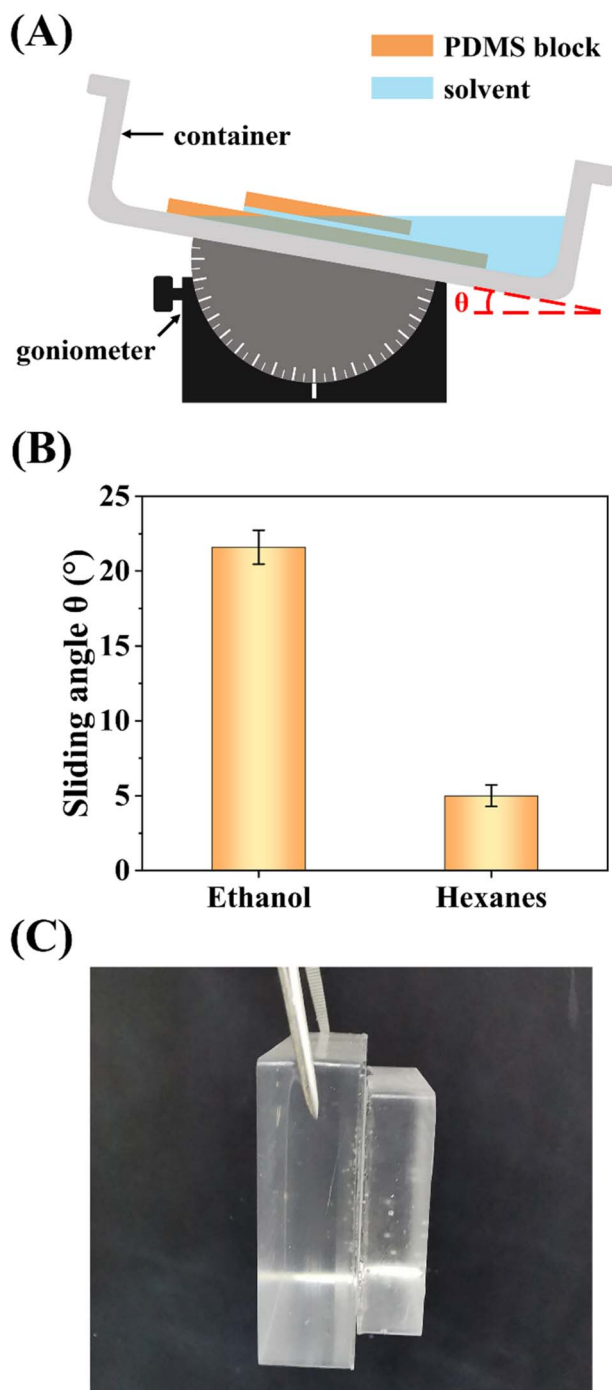 (A)
PDMS block
solvent
container
goniometer
θ
(B)
Sliding angle θ (°)
25
20
15
10
5
0
Ethanol
Hexanes
(C)